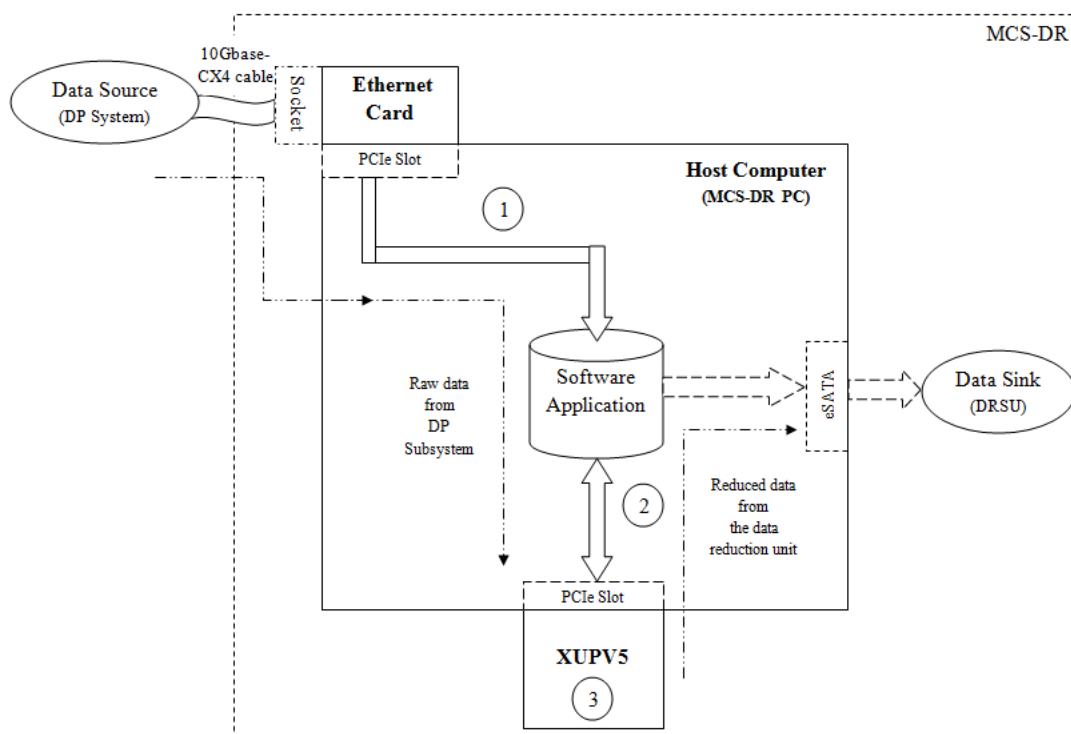 MCS-DR
10Gbase-
CX4 cable
Data Source
(DP System)
Socket
Ethernet
Card
PCIe Slot
Host Computer
(MCS-DR PC)
1
Software
Application
eSATA
Data Sink
(DRSU)
Raw data
from
DP
Subsystem
2
Reduced data
from
the data
reduction unit
PCIe Slot
XUPV5
3